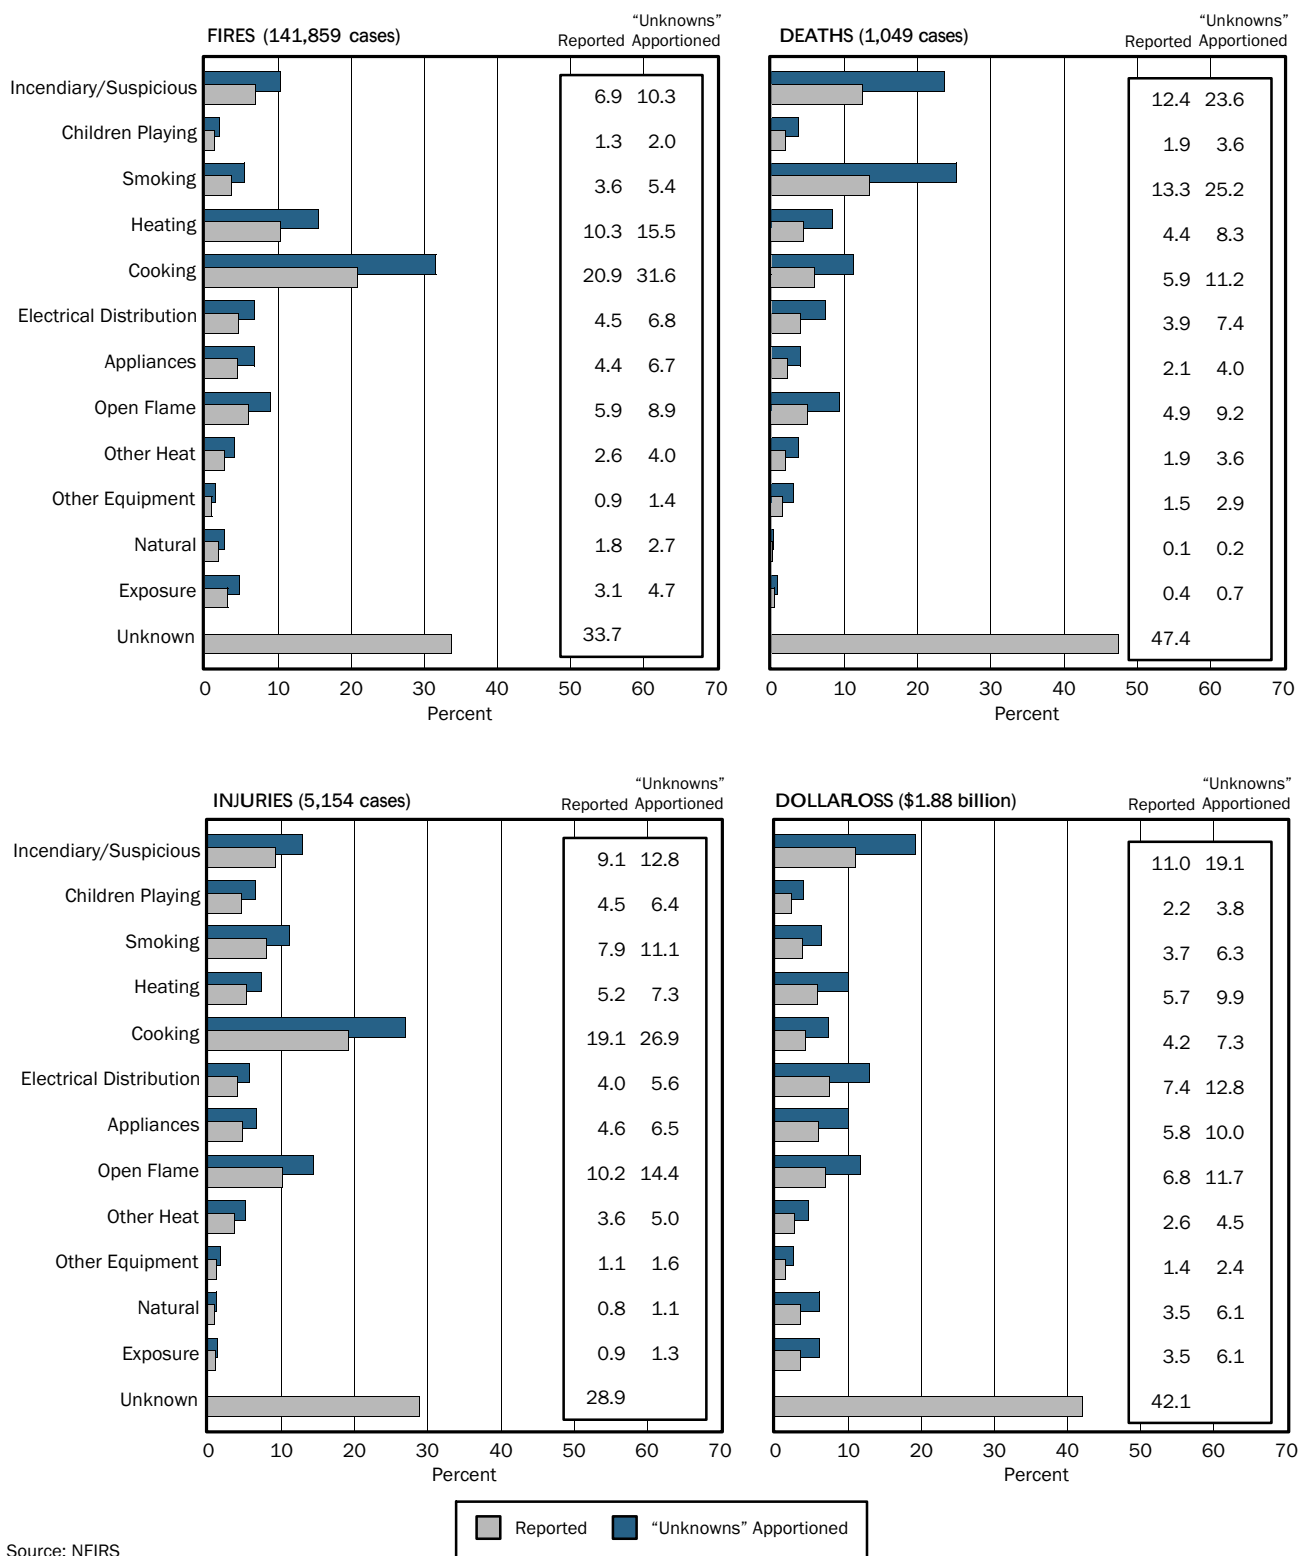 "Unknowns"
FIRES (141,859 cases) Reported Apportioned
Incendiary/Suspicious 6.9 10.3
Children Playing 1.3 2.0
Smoking 3.6 5.4
Heating 10.3 15.5
Cooking 20.9 31.6
Electrical Distribution 4.5 6.8
Appliances 4.4 6.7
Open Flame 5.9 8.9
Other Heat 2.6 4.0
Other Equipment 0.9 1.4
Natural 1.8 2.7
Exposure 3.1 4.7
Unknown 33.7
0 10 20 30 40 50 60 70
Percent
“Unknowns”
DEATHS (1,049 cases) Reported Apportioned
12.4 23.6
1.9 3.6
13.3 25.2
4.4 8.3
5.9 11.2
3.9 7.4
2.1 4.0
4.9 9.2
1.9 3.6
1.5 2.9
0.1 0.2
0.4 0.7
47.4
0 10 20 30 40 50 60 70
Percent
“Unknowns”
INJURIES (5,154 cases) Reported Apportioned
Incendiary/Suspicious 9.1 12.8
Children Playing 4.5 6.4
Smoking 7.9 11.1
Heating 5.2 7.3
Cooking 19.1 26.9
Electrical Distribution 4.0 5.6
Appliances 4.6 6.5
Open Flame 10.2 14.4
Other Heat 3.6 5.0
Other Equipment 1.1 1.6
Natural 0.8 1.1
Exposure 0.9 1.3
Unknown 28.9
0 10 20 30 40 50 60 70
Percent
“Unknowns”
DOLLAR LOSS ($1.88 billion) Reported Apportioned
11.0 19.1
2.2 3.8
3.7 6.3
5.7 9.9
4.2 7.3
7.4 12.8
5.8 10.0
6.8 11.7
2.6 4.5
1.4 2.4
3.5 6.1
3.5 6.1
42.1
0 10 20 30 40 50 60 70
Percent
Reported “Unknowns” Apportioned
Source: NFIRS